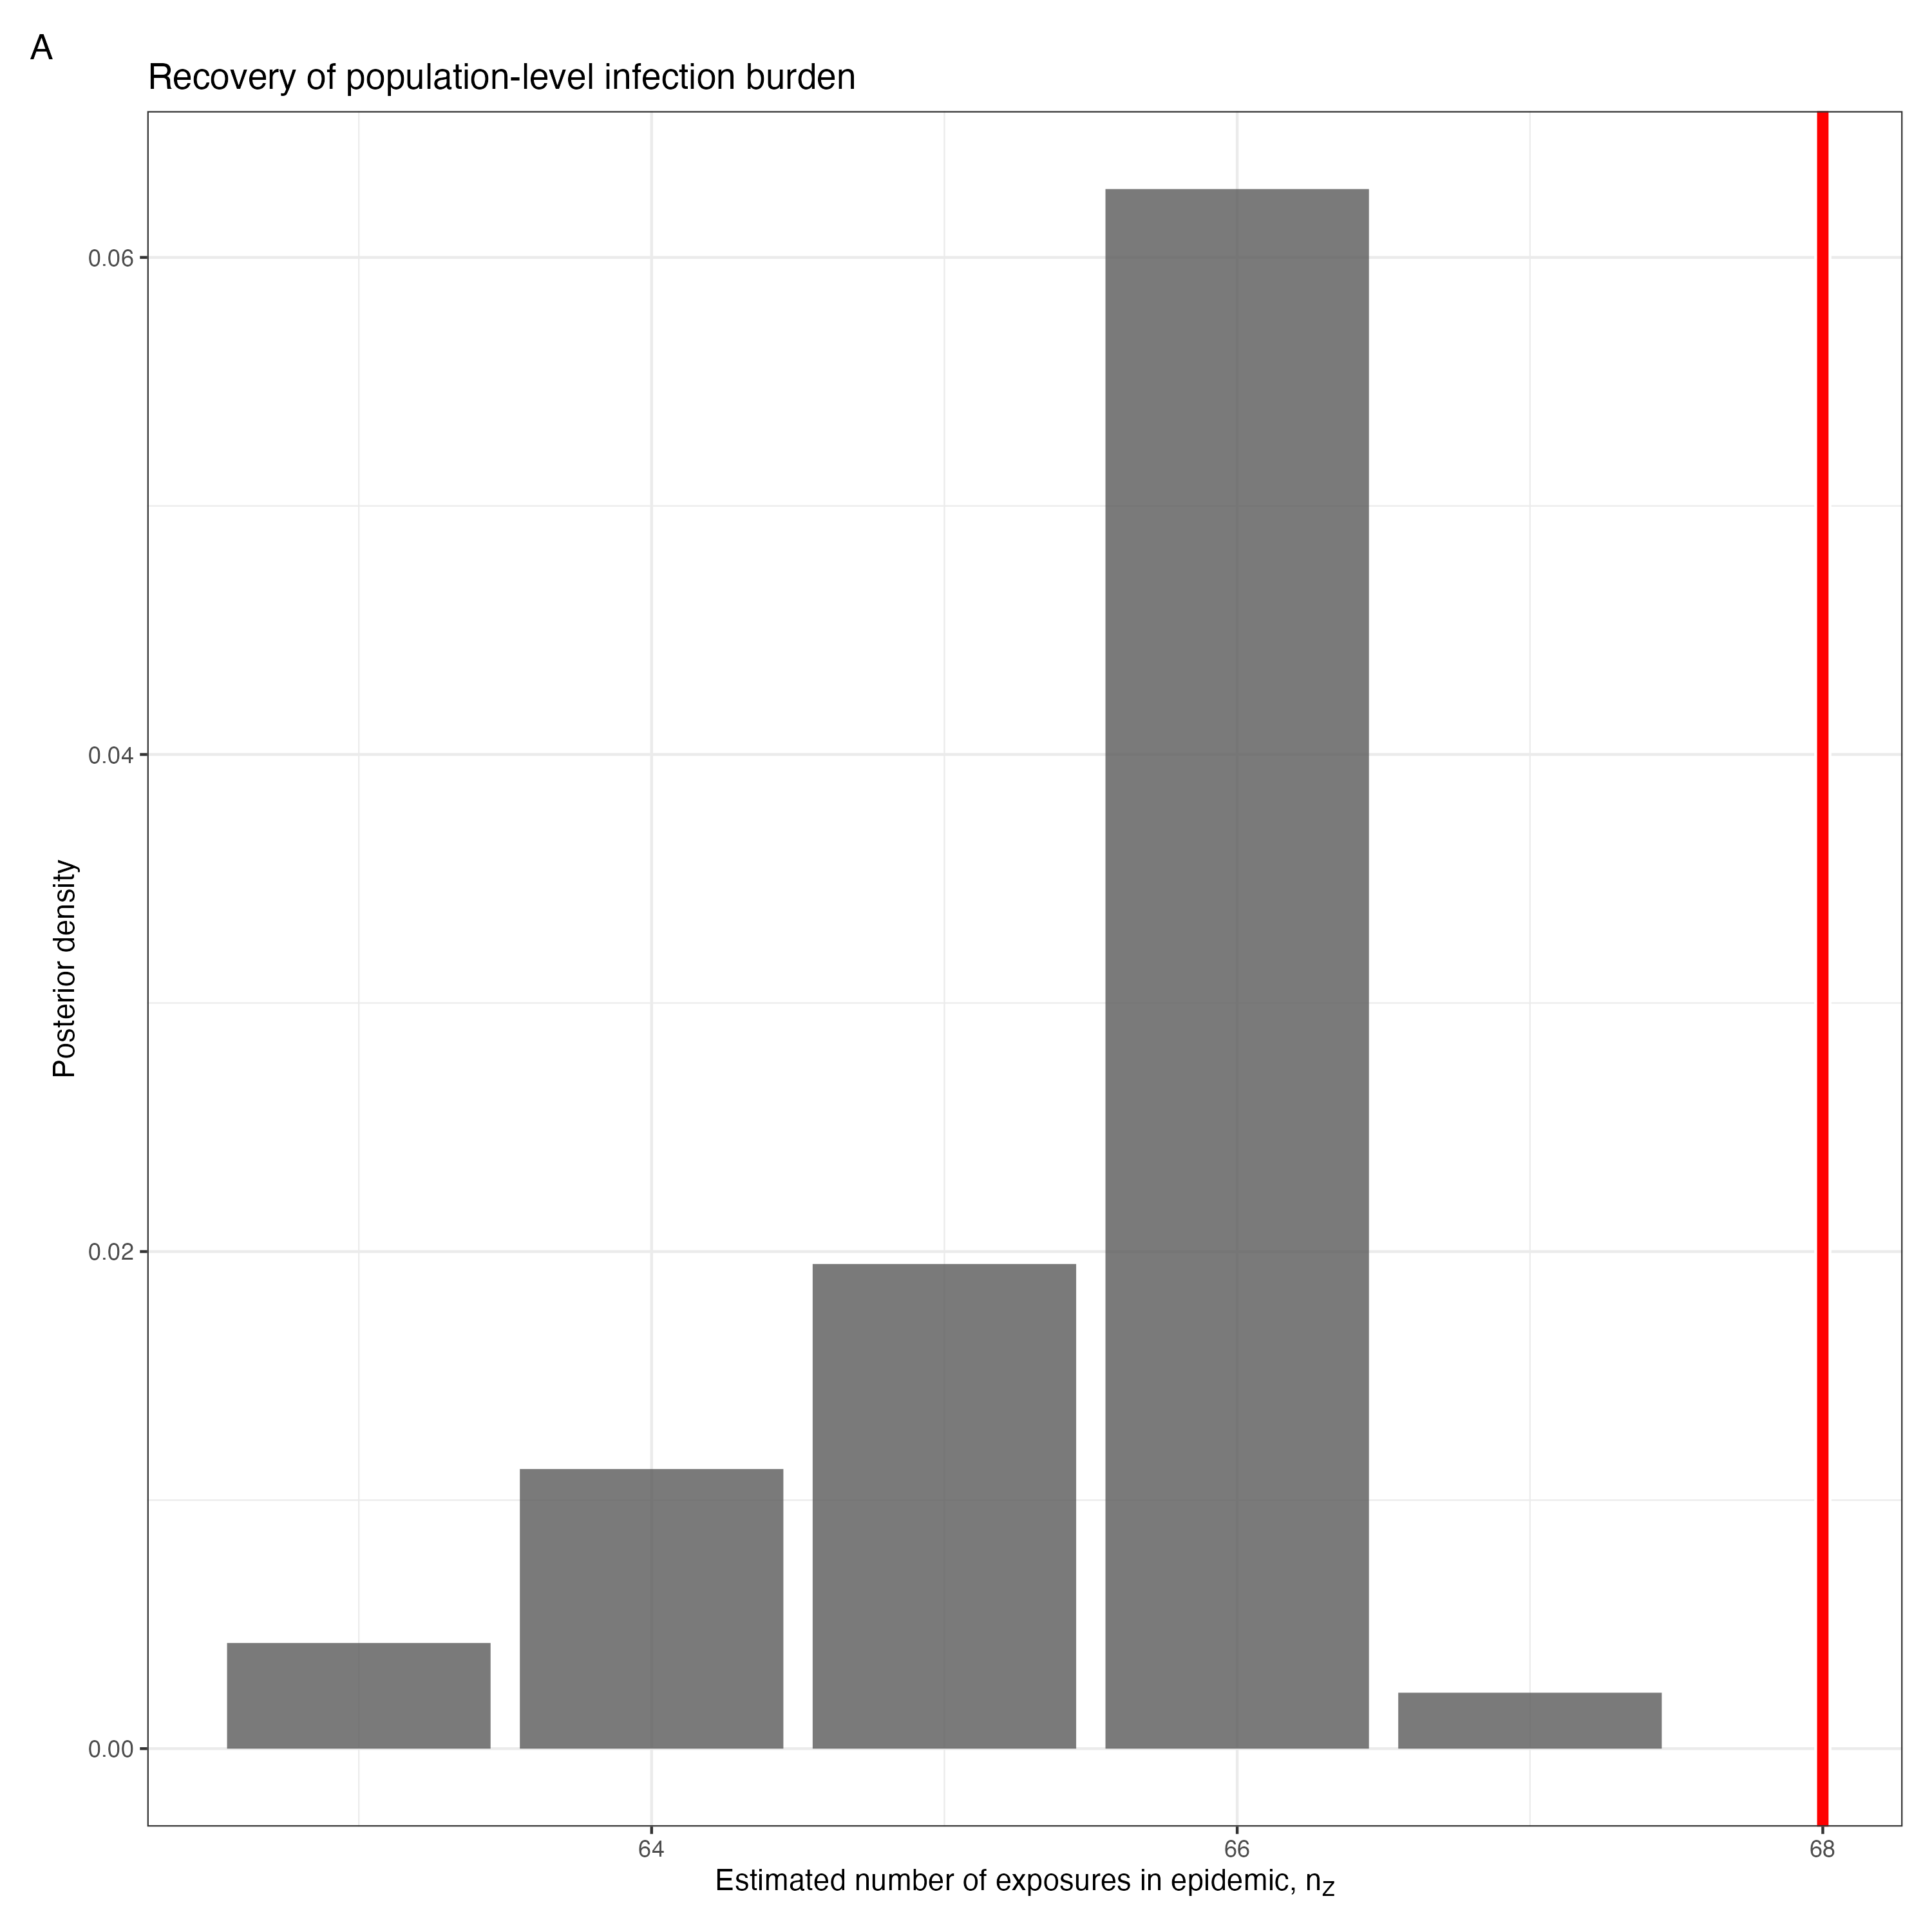 A
Recovery of population-level infection burden
Posterior density
0.06
0.04
0.02
0.00
64
66
68
Estimated number of exposures in epidemic, nZ